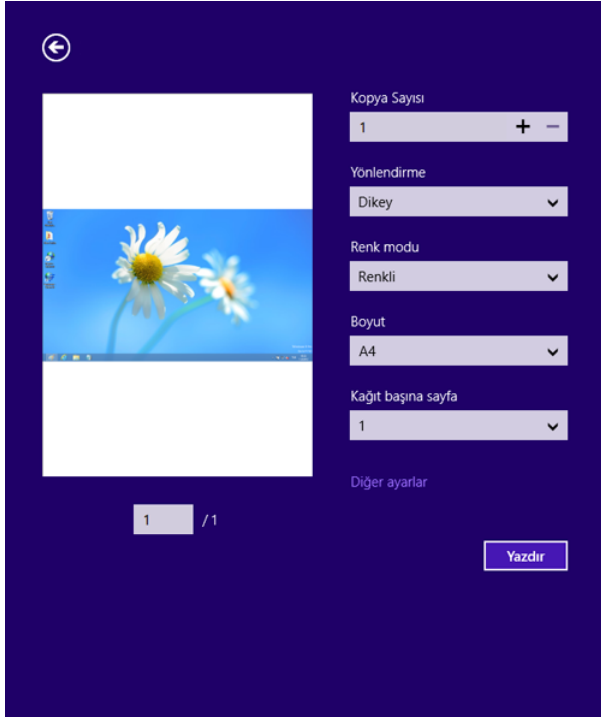 Kopya Sayısı
1
Yönlendirme
Dikey
Renk modu
Renkli
Boyut
A4
Kağıt başına sayfa
1
Diğer ayarlar
1 / 1
Yazdır